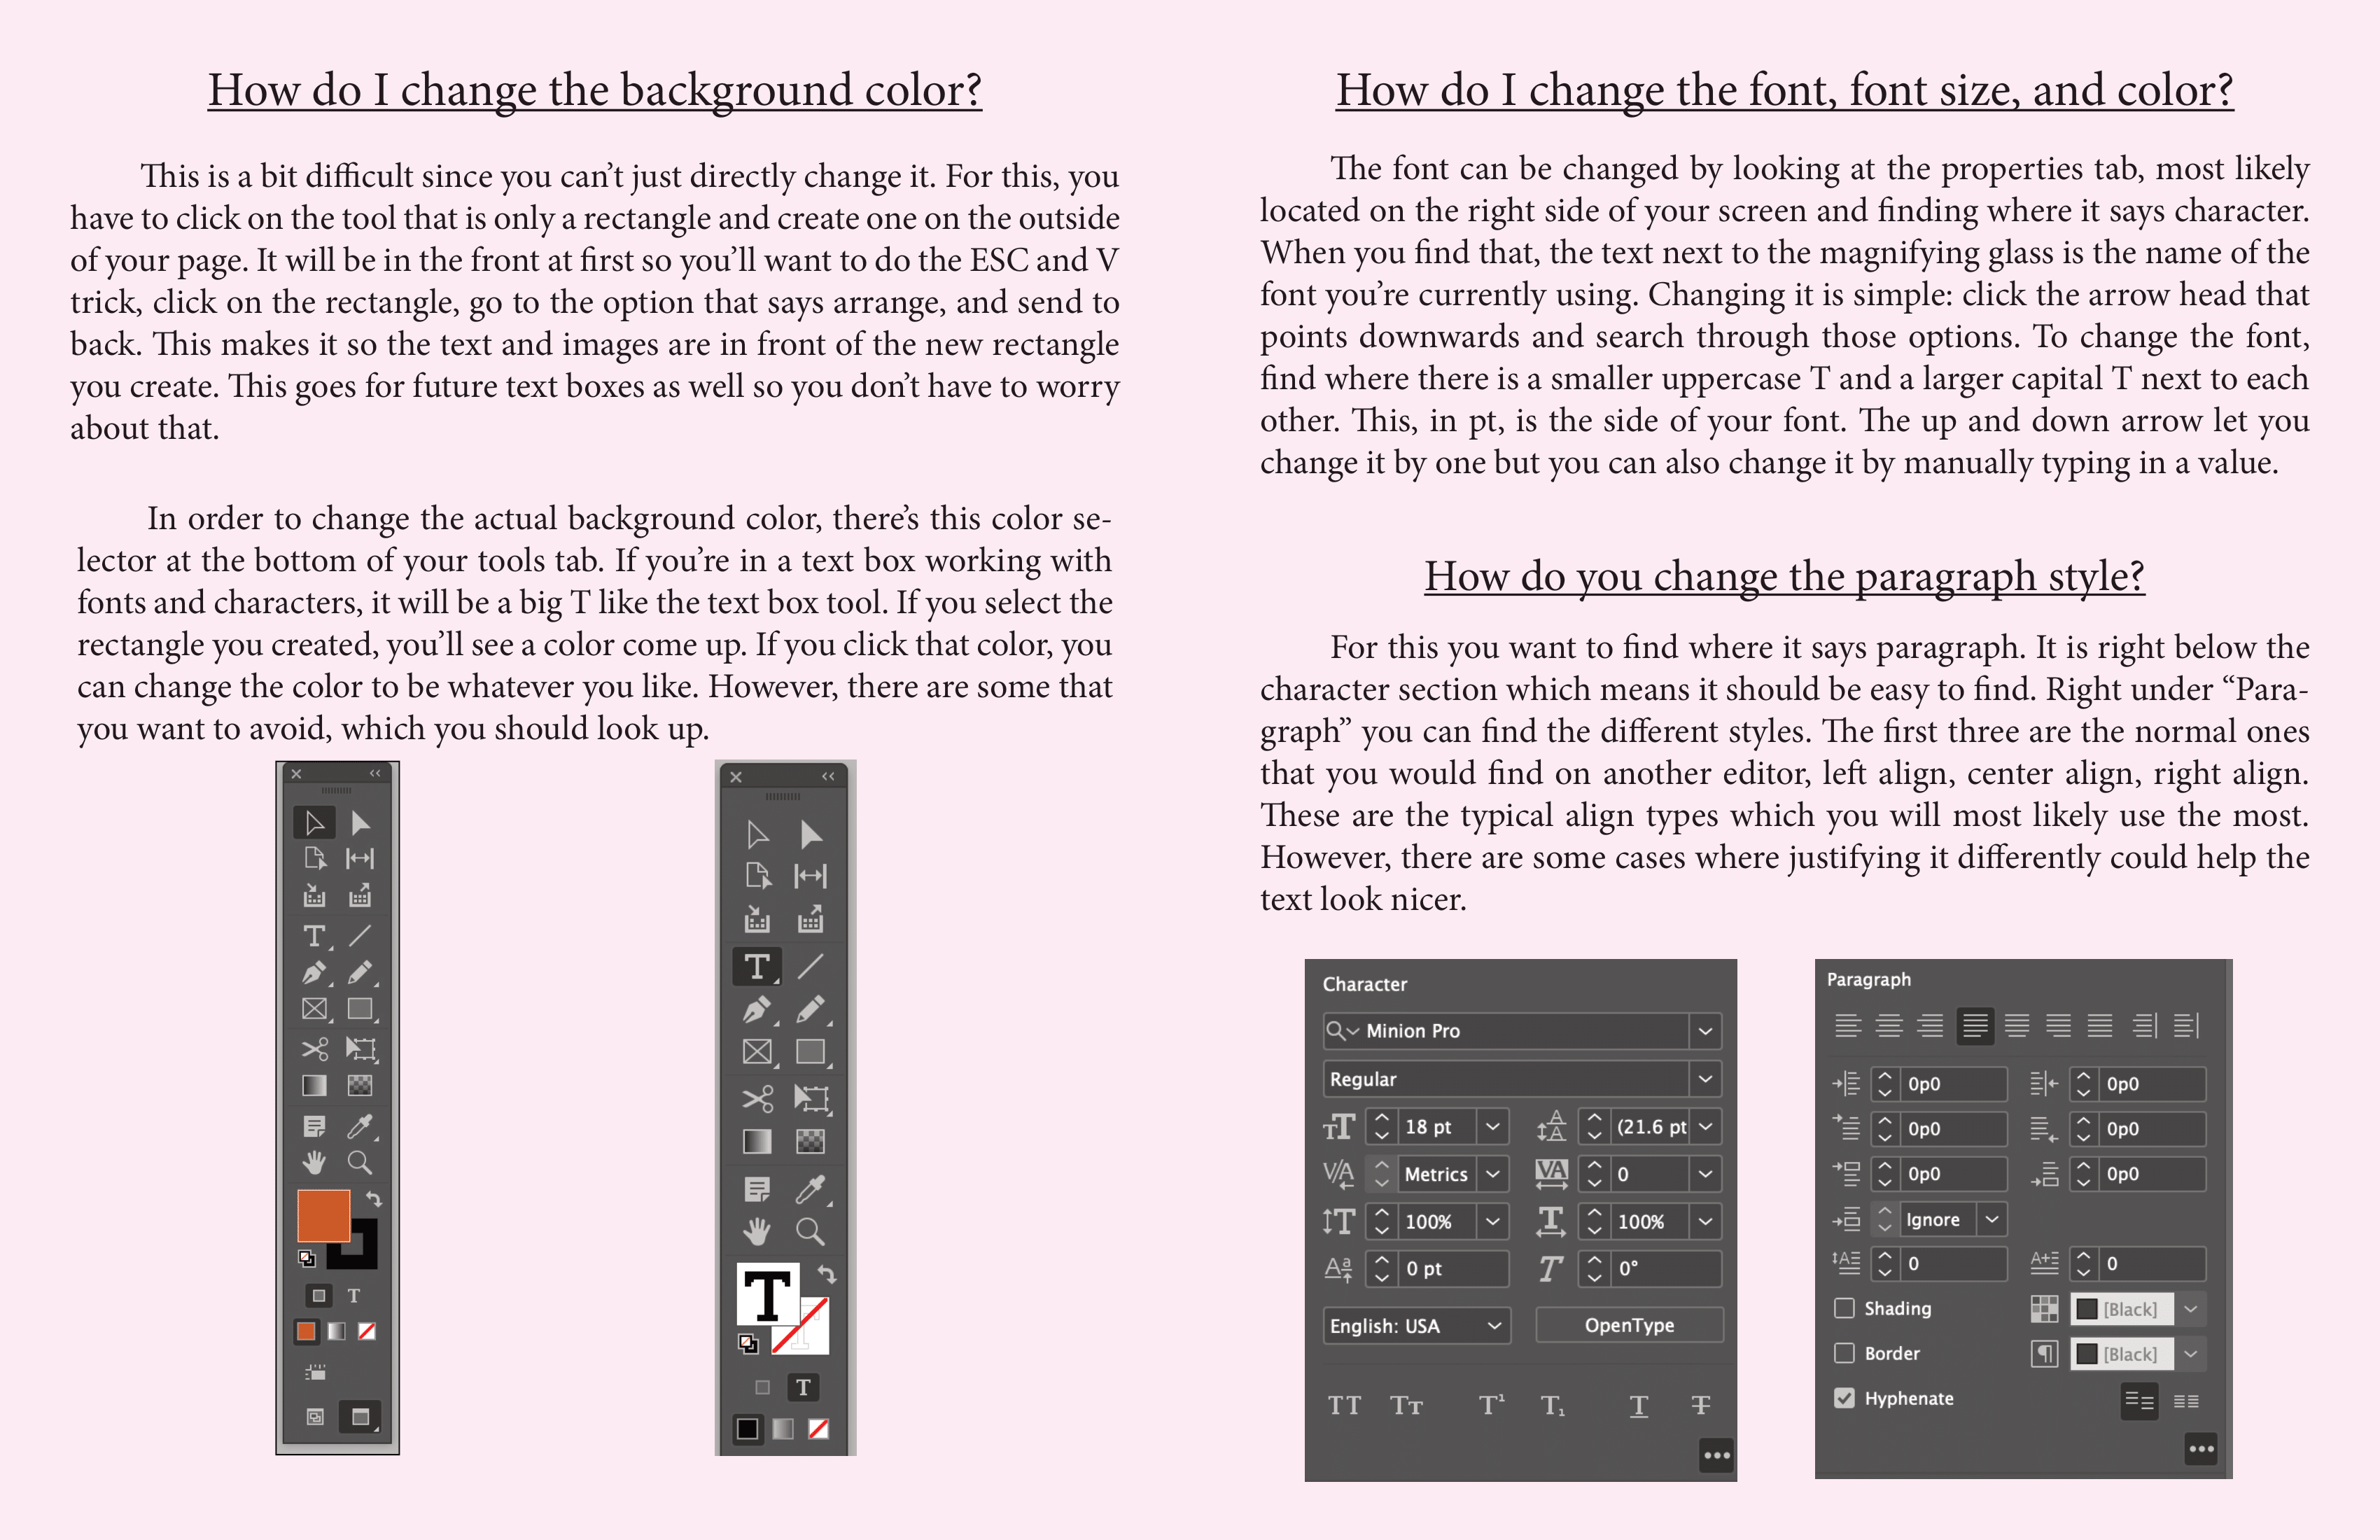 How do I change the background color?
This is a bit difficult since you can’t just directly change it. For this, you
have to click on the tool that is only a rectangle and create one on the outside
of your page. It will be in the front at first so you’ll want to do the ESC and V
trick, click on the rectangle, go to the option that says arrange, and send to
back. This makes it so the text and images are in front of the new rectangle
you create. This goes for future text boxes as well so you don’t have to worry
about that.
In order to change the actual background color, there’s this color se-
lector at the bottom of your tools tab. If you’re in a text box working with
fonts and characters, it will be a big T like the text box tool. If you select the
rectangle you created, you’ll see a color come up. If you click that color, you
can change the color to be whatever you like. However, there are some that
you want to avoid, which you should look up.
T
T
T
T
T
How do I change the font, font size, and color?
The font can be changed by looking at the properties tab, most likely
located on the right side of your screen and finding where it says character.
When you find that, the text next to the magnifying glass is the name of the
font you’re currently using. Changing it is simple: click the arrow head that
points downwards and search through those options. To change the font,
find where there is a smaller uppercase T and a larger capital T next to each
other. This, in pt, is the side of your font. The up and down arrow let you
change it by one but you can also change it by manually typing in a value.
How do you change the paragraph style?
For this you want to find where it says paragraph. It is right below the
character section which means it should be easy to find. Right under “Para-
graph” you can find the different styles. The first three are the normal ones
that you would find on another editor, left align, center align, right align.
These are the typical align types which you will most likely use the most.
However, there are some cases where justifying it differently could help the
text look nicer.
Character
Minion Pro
Regular
TT 18 pt A A (21.6 pt
V/A Metrics VA 0
T 100% T 100%
Aa 0 pt T 0°
English: USA OpenType
TT Tт T¹ T₁ T T
Paragraph
0p0 0p0
0p0 0p0
0p0 0p0
Ignore
A 0 A 0
Shading [Black]
Border ¶ [Black]
Hyphenate